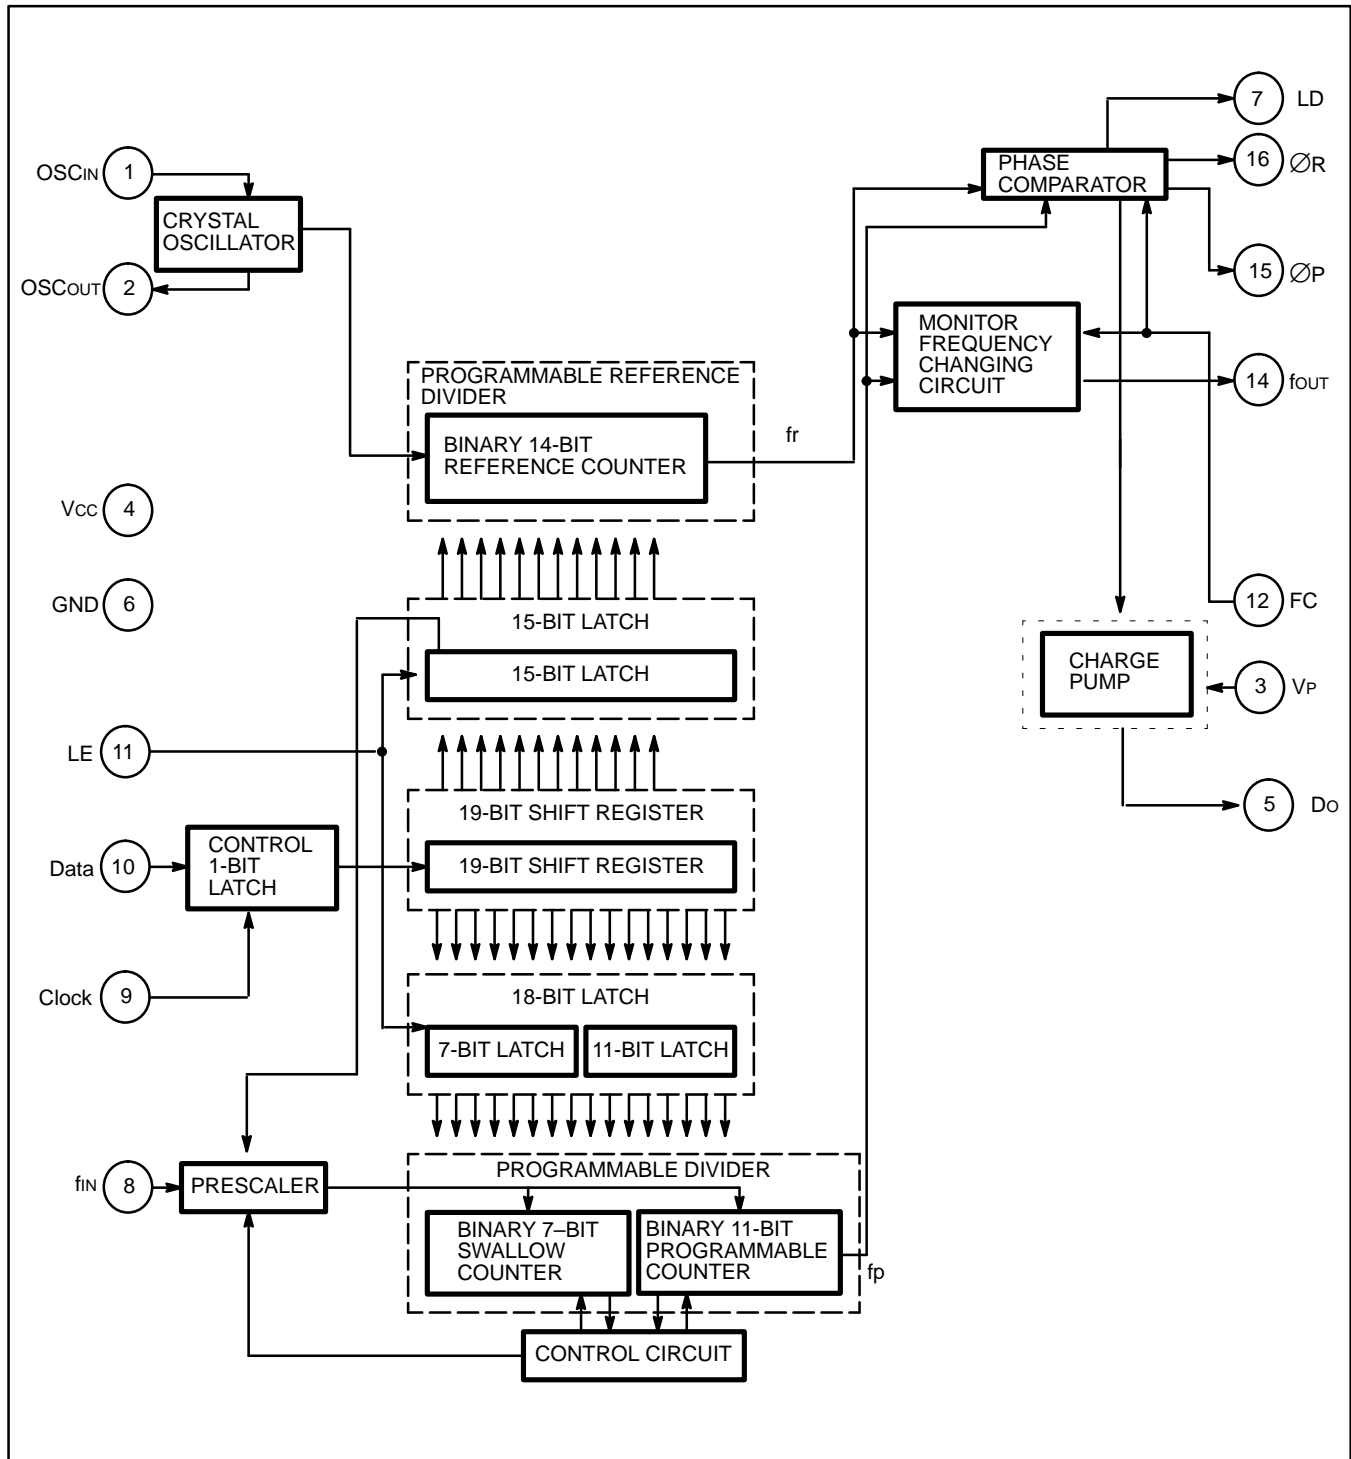 7 LD
PHASE
COMPARATOR
16 ØR
OSCIN 1
CRYSTAL
OSCILLATOR
15 ØP
OSCOUT 2
MONITOR
FREQUENCY
CHANGING
CIRCUIT
14 fOUT
PROGRAMMABLE REFERENCE
DIVIDER
BINARY 14-BIT
REFERENCE COUNTER
fr
VCC 4
GND 6
12 FC
15-BIT LATCH
15-BIT LATCH
CHARGE
PUMP
3 VP
LE 11
5 DO
19-BIT SHIFT REGISTER
19-BIT SHIFT REGISTER
Data 10
CONTROL
1-BIT
LATCH
Clock 9
18-BIT LATCH
7-BIT LATCH
11-BIT LATCH
fIN 8
PRESCALER
PROGRAMMABLE DIVIDER
BINARY 7–BIT
SWALLOW
COUNTER
BINARY 11-BIT
PROGRAMMABLE
COUNTER
fp
CONTROL CIRCUIT